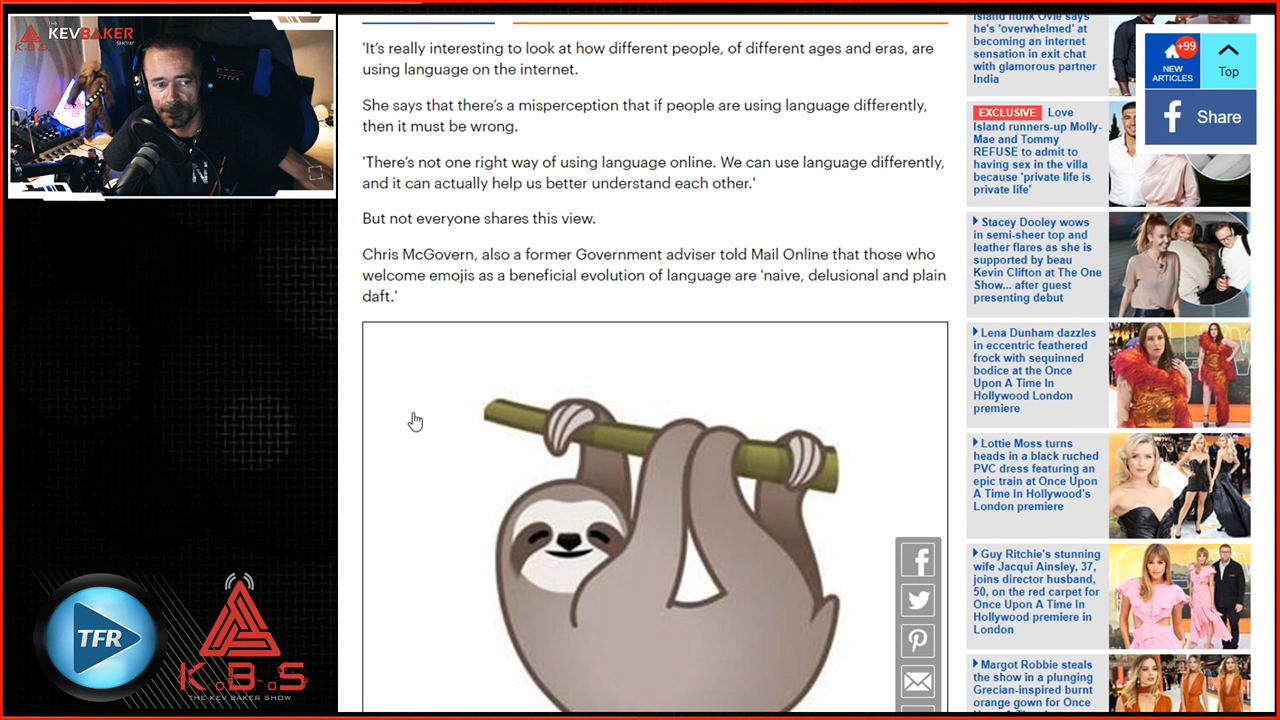 THE
KEVBAKER
SHOW
K.B.S
'It's really interesting to look at how different people, of different ages and eras, are
using language on the internet.
She says that there's a misperception that if people are using language differently,
then it must be wrong.
'There's not one right way of using language online. We can use language differently,
and it can actually help us better understand each other.'
But not everyone shares this view.
Chris McGovern, also a former Government adviser told Mail Online that those who
welcome emojis as a beneficial evolution of language are 'naive, delusional and plain
daft.'
Island hunk Ovie says
he's 'overwhelmed' at
becoming an internet
sensation in exit chat
with glamorous partner
India
EXCLUSIVE Love
Island runners-up Molly-
Mae and Tommy
REFUSE to admit to
having sex in the villa
because 'private life is
private life'
Stacey Dooley wows
in semi-sheer top and
leather flares as she is
supported by beau
Kevin Clifton at The One
Show... after guest
presenting debut
Lena Dunham dazzles
in eccentric feathered
frock with sequinned
bodice at the Once
Upon A Time In
Hollywood London
premiere
Lottie Moss turns
heads in a black ruched
PVC dress featuring an
epic train at Once Upon
A Time In Hollywood's
London premiere
Guy Ritchie's stunning
wife Jacqui Ainsley, 37,
joins director husband,
50, on the red carpet for
Once Upon A Time In
Hollywood premiere in
London
Margot Robbie steals
the show in a plunging
Grecian-inspired burnt
orange gown for Once
+99
NEW
ARTICLES
Top
Share
TFR
K.B.S
THE KEV BAKER SHOW